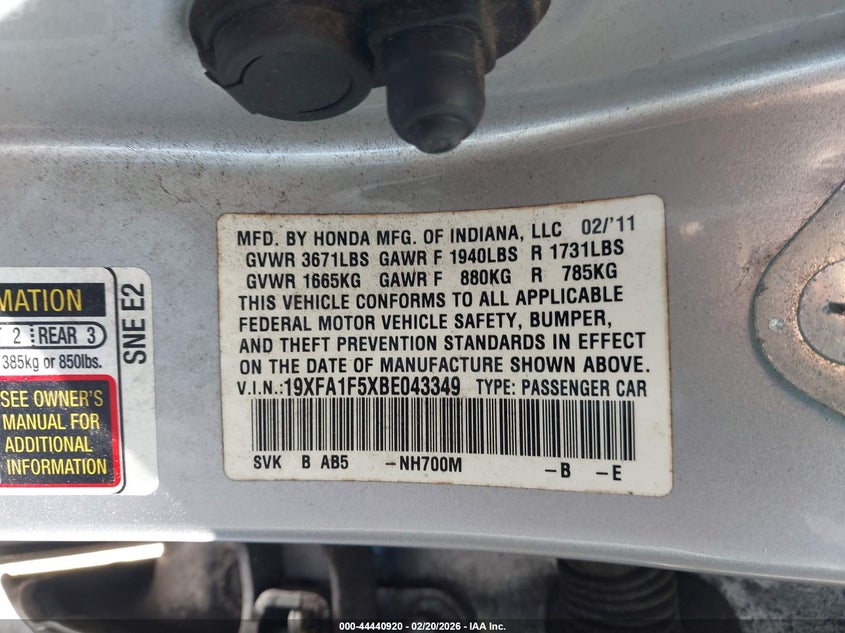 MFD. BY HONDA MFG. OF INDIANA, LLC 02/'11
GVWR 3671LBS GAWR F 1940LBS R 1731LBS
GVWR 1665KG GAWR F 880KG R 785KG
THIS VEHICLE CONFORMS TO ALL APPLICABLE
FEDERAL MOTOR VEHICLE SAFETY, BUMPER,
AND THEFT PREVENTION STANDARDS IN EFFECT
ON THE DATE OF MANUFACTURE SHOWN ABOVE.
V.I.N.:19XFA1F5XBE043349 TYPE: PASSENGER CAR
SVK B AB5 -NH700M -B -E
MATION
2 REAR 3
385kg or 850lbs.
SEE OWNER'S
MANUAL FOR
ADDITIONAL
INFORMATION
SNE E2
000-44440920 - 02/20/2026 - IAA Inc.